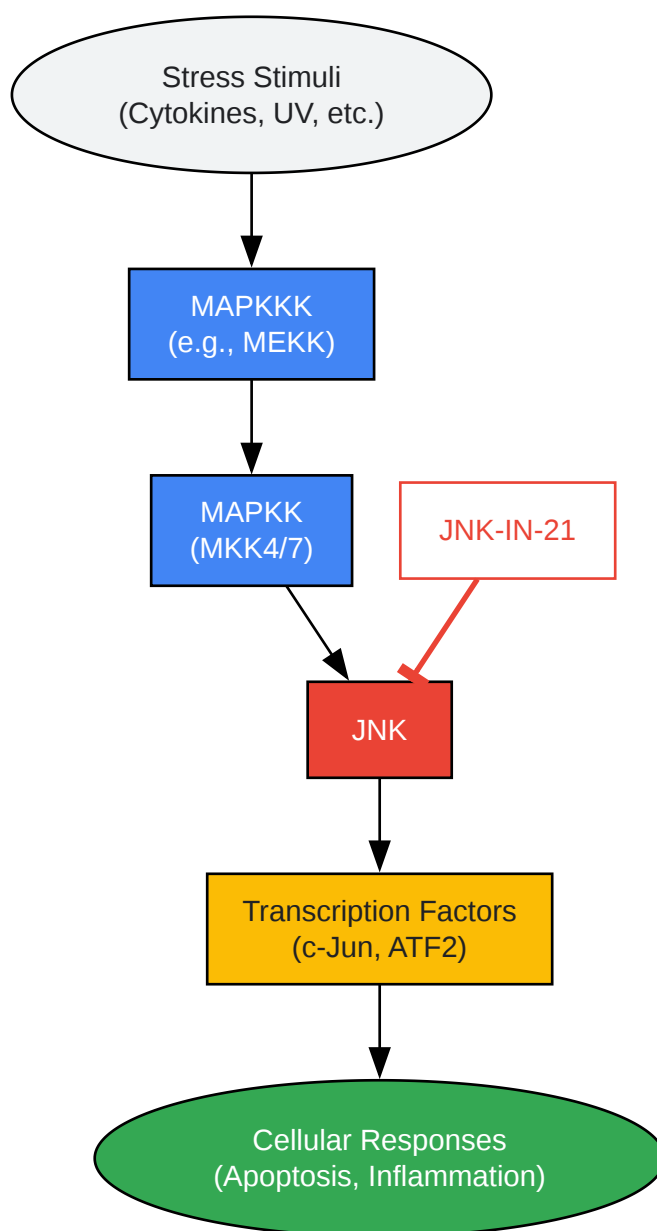 Stress Stimuli
(Cytokines, UV, etc.)
MAPKKK
(e.g., MEKK)
MAPKK
(MKK4/7)
JNK-IN-21
JNK
Transcription Factors
(c-Jun, ATF2)
Cellular Responses
(Apoptosis, Inflammation)